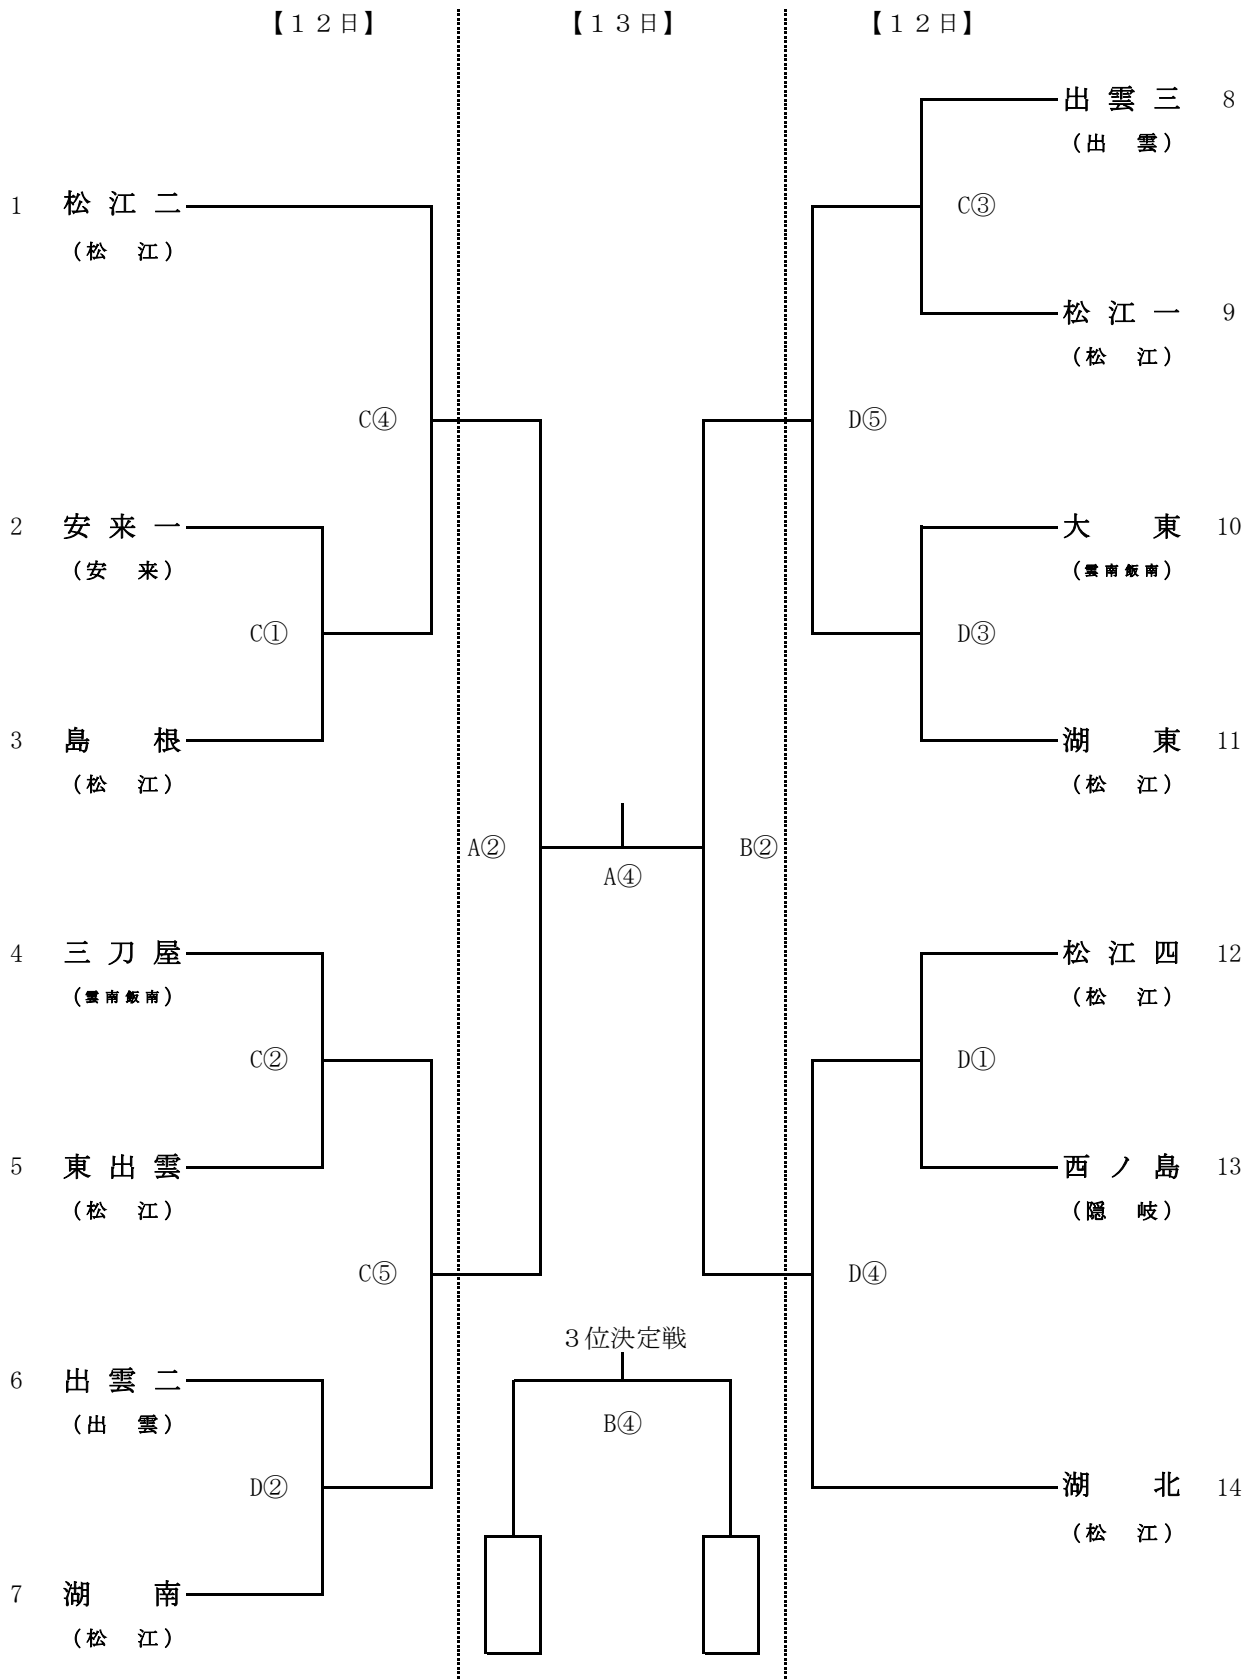 【１２日】
【１３日】
【１２日】
1 松江二
（松 江）
C④
2 安来一
（安 来）
C①
3 島 根
（松 江）
4 三刀屋
（雲南飯南）
C②
5 東出雲
（松 江）
C⑤
6 出雲二
（出 雲）
D②
7 湖 南
（松 江）
A②
A④
B②
３位決定戦
B④
出雲三 8
（出 雲）
C③
松江一 9
（松 江）
D⑤
大 東 10
（雲南飯南）
D③
湖 東 11
（松 江）
松江四 12
（松 江）
D①
西ノ島 13
（隠 岐）
D④
湖 北 14
（松 江）